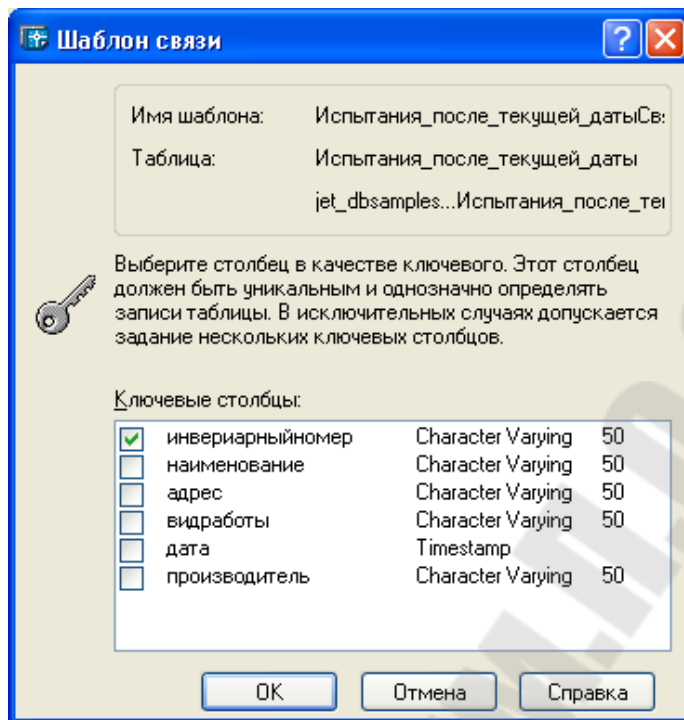 Шаблон связи
Имя шаблона: Испытания_после_текущей_датыСв
Таблица: Испытания_после_текущей_даты
jet_dbsamples...Испытания_после_те
Выберите столбец в качестве ключевого. Этот столбец
должен быть уникальным и однозначно определять
записи таблицы. В исключительных случаях допускается
задание нескольких ключевых столбцов.
Ключевые столбцы:
инвериарныйномер Character Varying 50
наименование Character Varying 50
адрес Character Varying 50
видработы Character Varying 50
дата Timestamp
производитель Character Varying 50
OK Отмена Справка